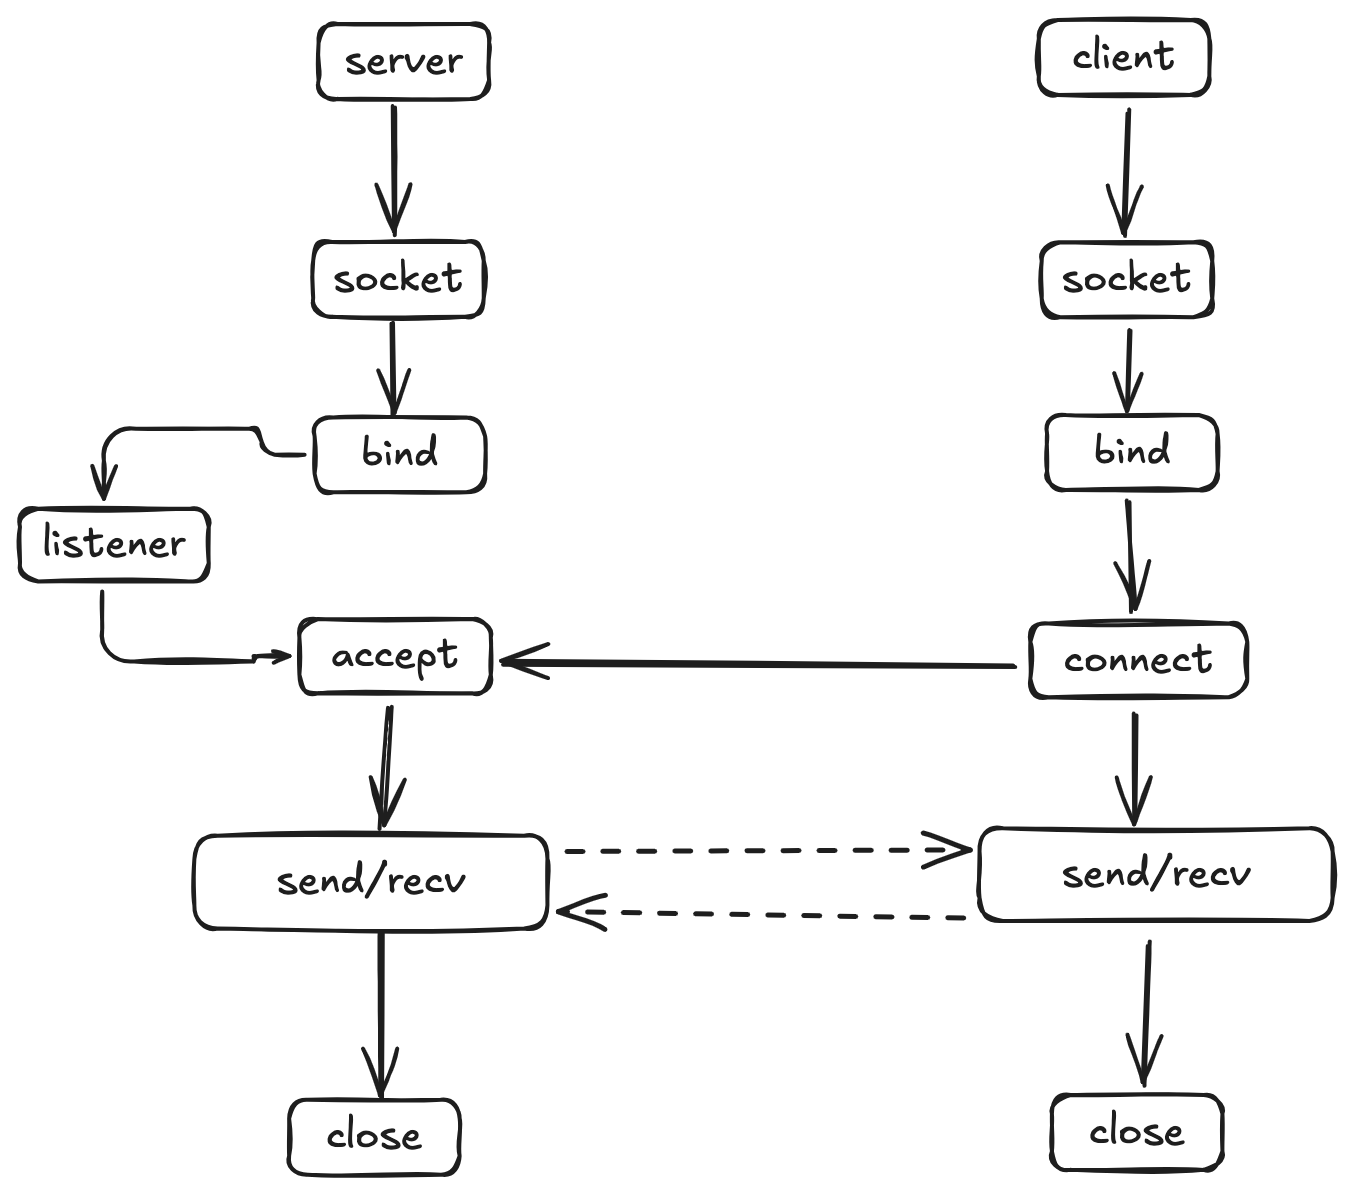 server
client
socket
socket
bind
bind
listener
accept
connect
send/recv
send/recv
close
close